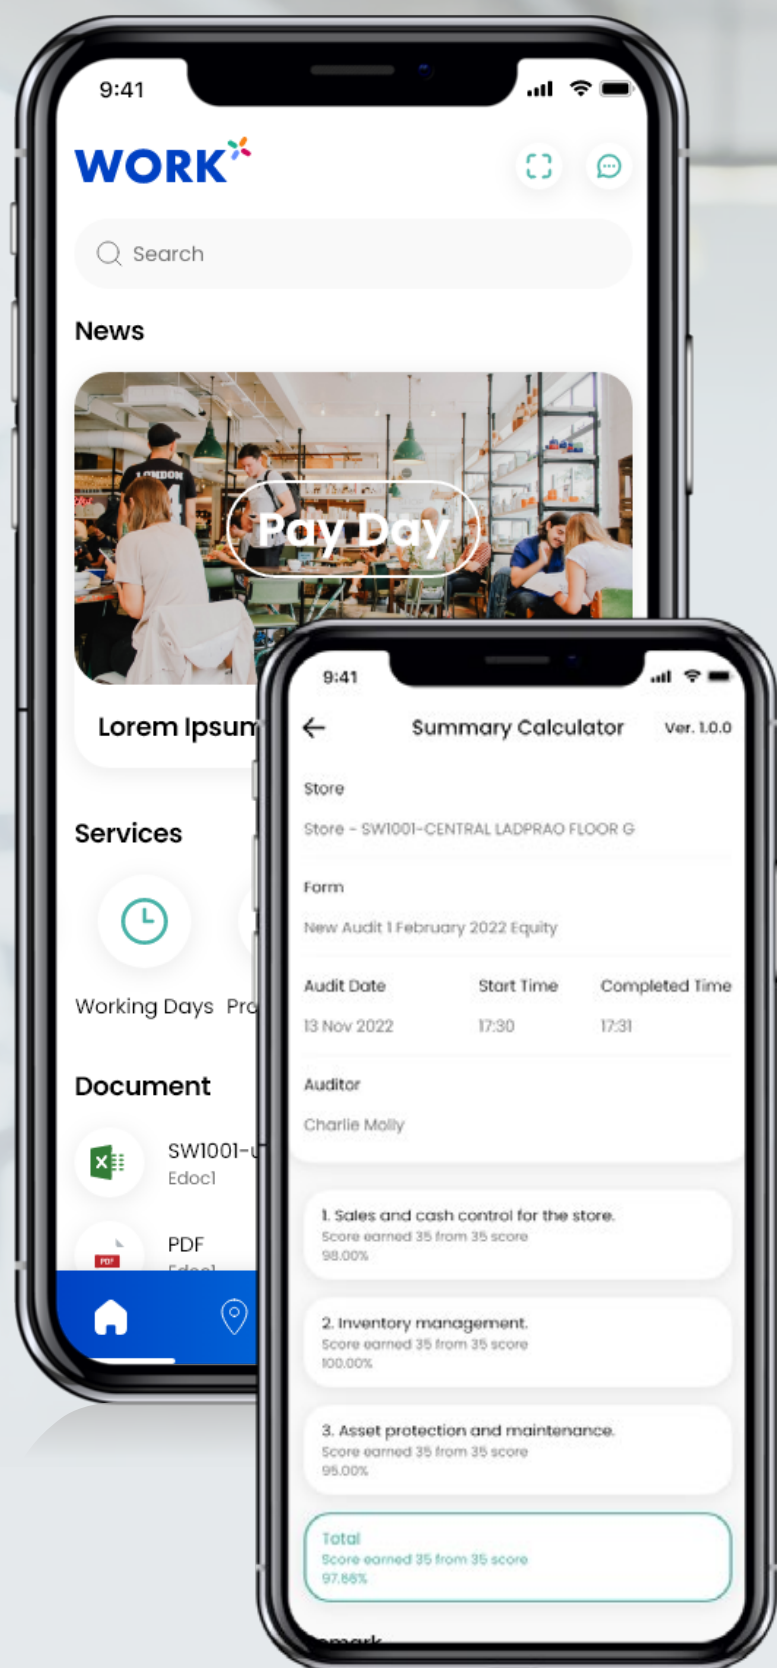 9:41
WORK
Search
News
LONDON
Pay Day
Lorem Ipsum
Services
Working Days Pro
Document
SW1001-u
Edoc1
PDF
PDF
Edoc1
9:41
Summary Calculator Ver. 1.0.0
Store
Store - SW1001-CENTRAL LADPRAO FLOOR G
Form
New Audit 1 February 2022 Equity
Audit Date Start Time Completed Time
13 Nov 2022 17:30 17:31
Auditor
Charlie Molly
1. Sales and cash control for the store.
Score earned 35 from 35 score
98.00%
2. Inventory management.
Score earned 35 from 35 score
100.00%
3. Asset protection and maintenance.
Score earned 35 from 35 score
95.00%
Total
Score earned 35 from 35 score
97.66%
Remark